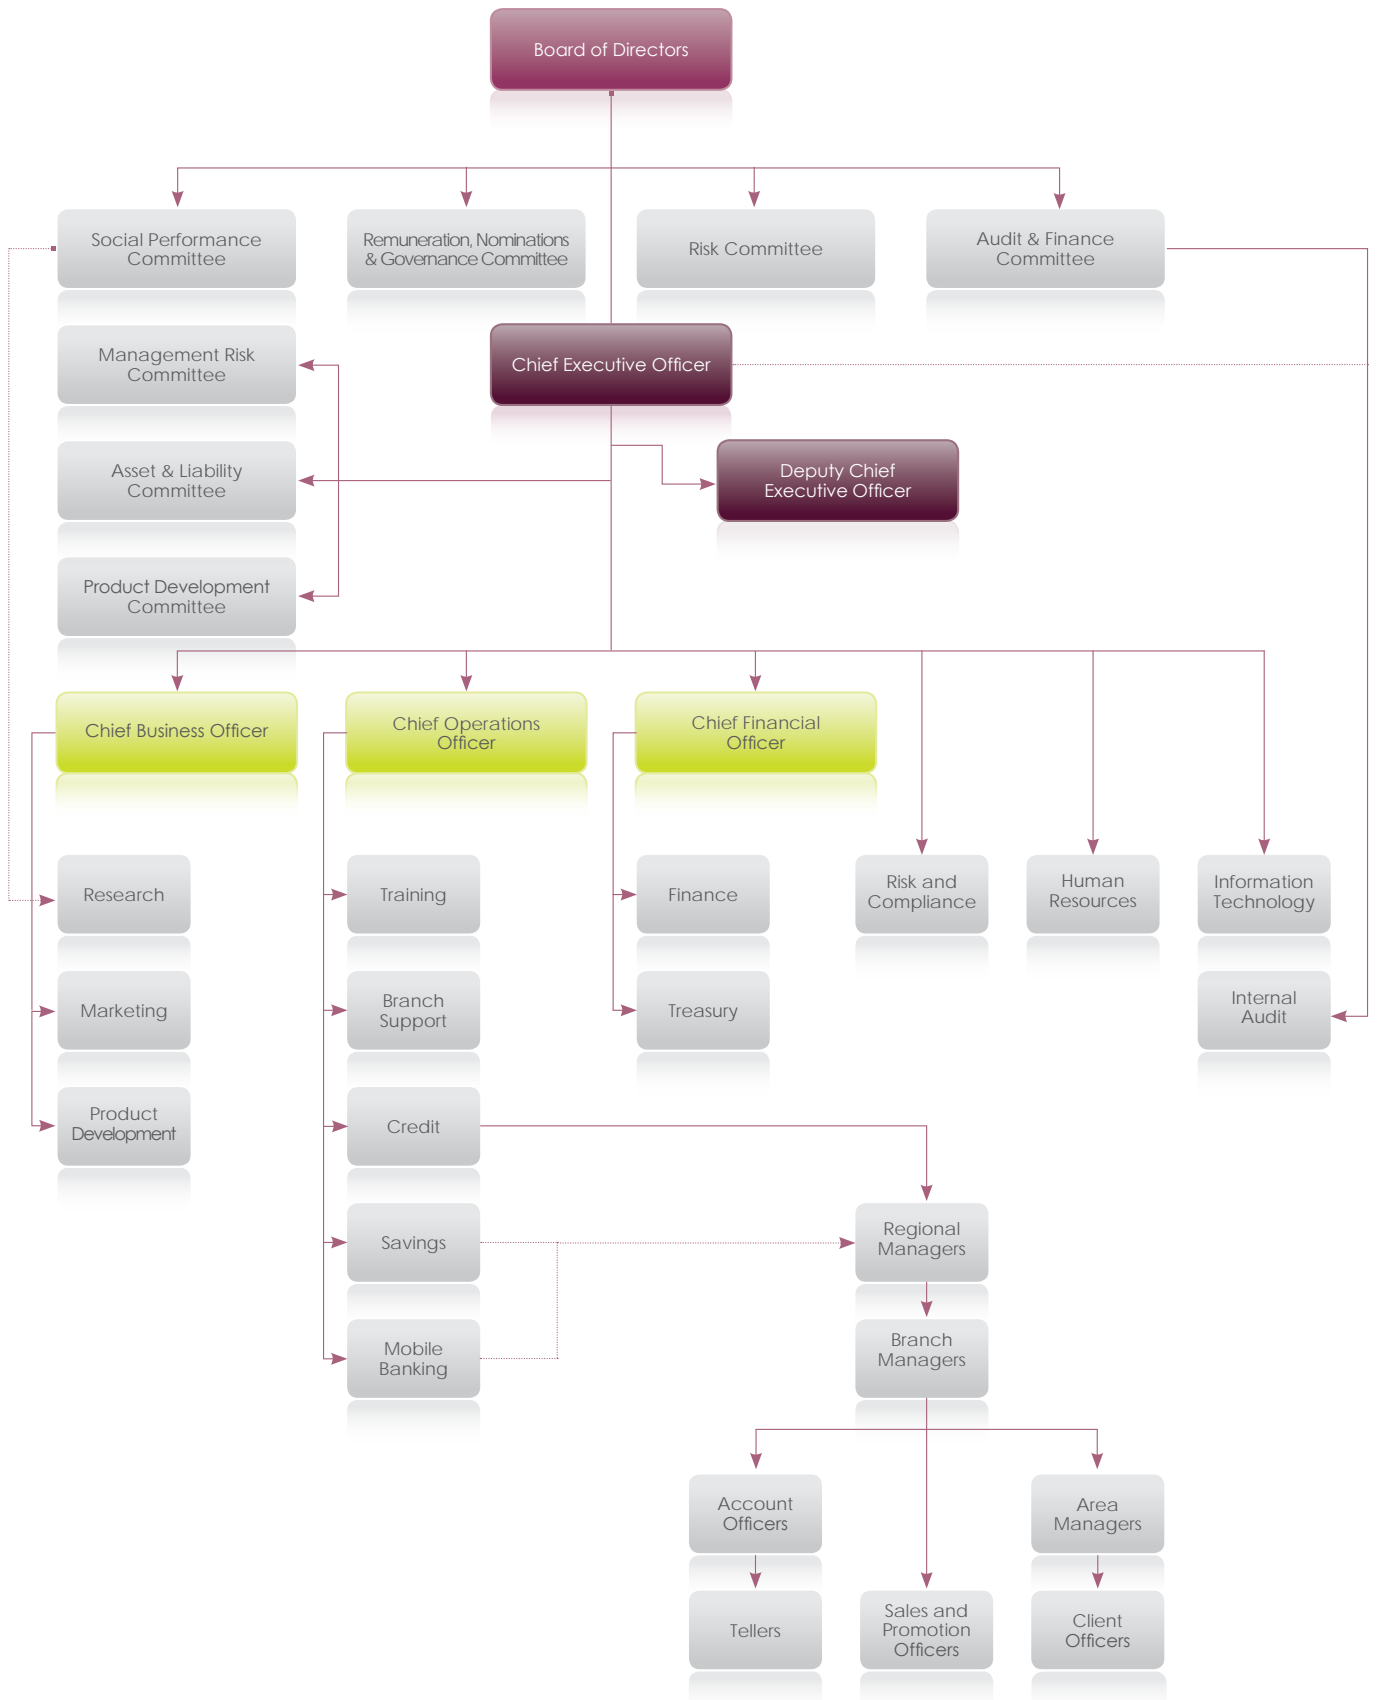 Board of Directors
Social Performance
Committee
Remuneration, Nominations
& Governance Committee
Risk Committee
Audit & Finance
Committee
Management Risk
Committee
Chief Executive Officer
Asset & Liability
Committee
Deputy Chief
Executive Officer
Product Development
Committee
Chief Business Officer
Chief Operations
Officer
Chief Financial
Officer
Research
Training
Finance
Risk and
Compliance
Human
Resources
Information
Technology
Marketing
Branch
Support
Treasury
Internal
Audit
Product
Development
Credit
Savings
Regional
Managers
Mobile
Banking
Branch
Managers
Account
Officers
Area
Managers
Tellers
Sales and
Promotion
Officers
Client
Officers